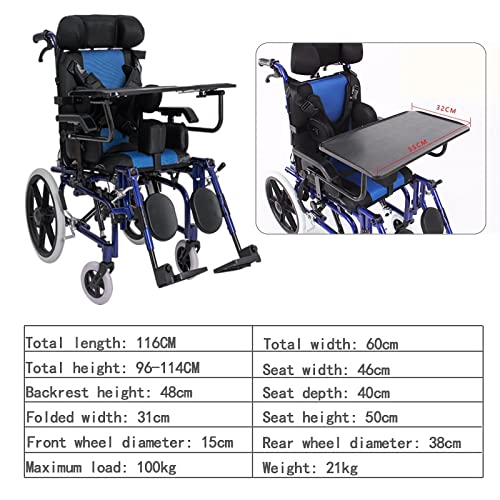 32CM
55CM
Total length: 116CM
Total width: 60cm
Total height: 96-114CM
Seat width: 46cm
Backrest height: 48cm
Seat depth: 40cm
Folded width: 31cm
Seat height: 50cm
Front wheel diameter: 15cm
Rear wheel diameter: 38cm
Maximum load: 100kg
Weight: 21kg